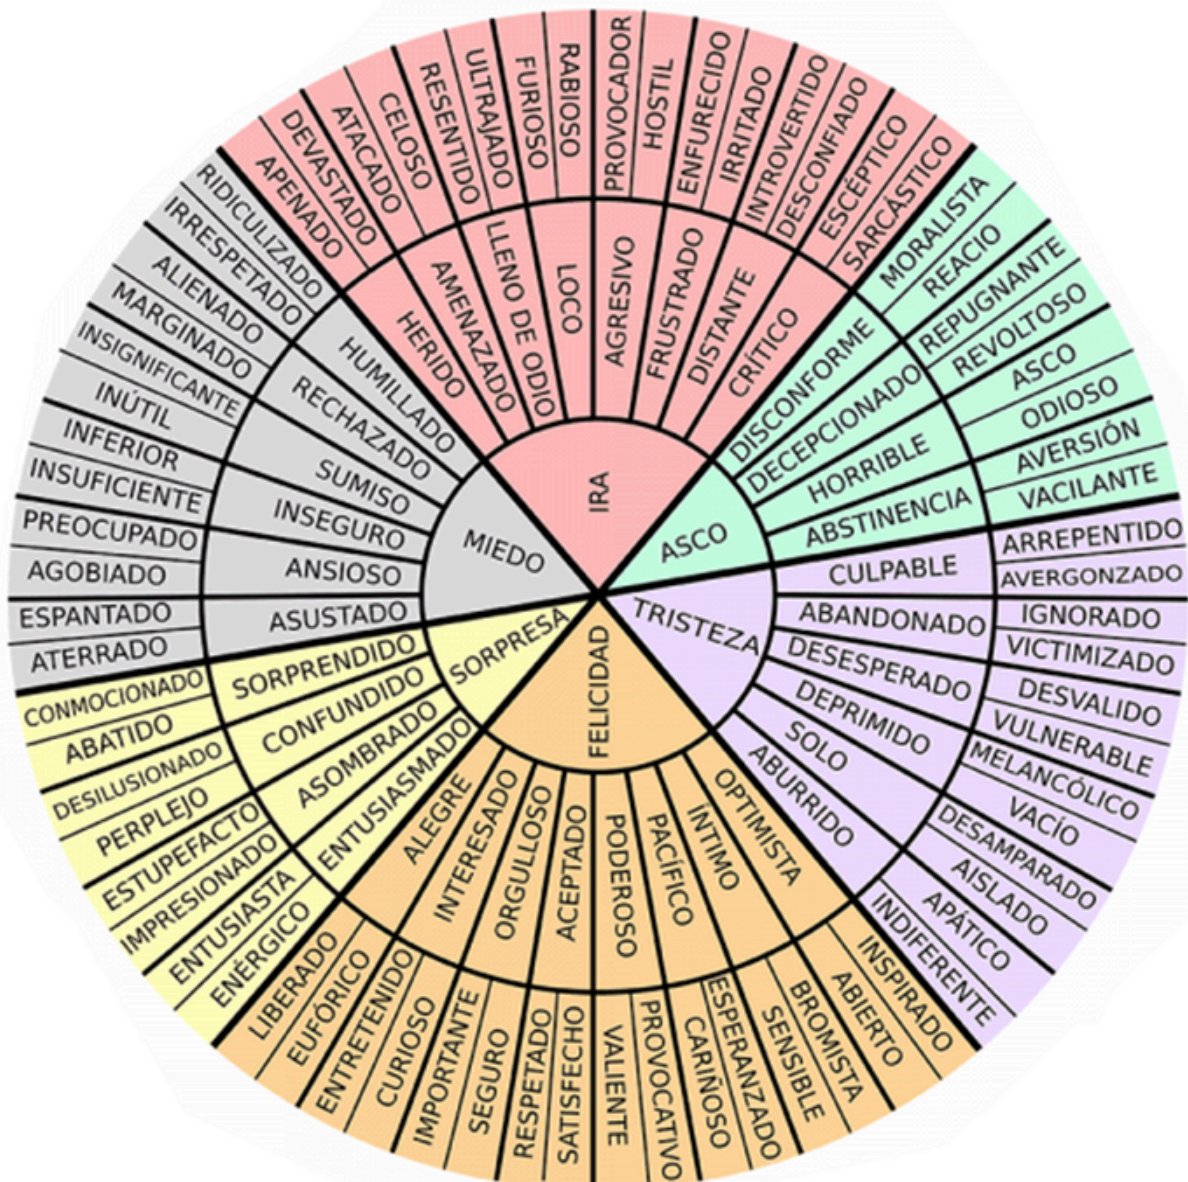 IRA
HERIDO
AMENAZADO
LLENO DE ODIO
LOCO
AGRESIVO
FRUSTRADO
DISTANTE
CRÍTICO
APENADO
DEVASTADO
ATACADO
CELOSO
RESENTIDO
ULTRAJADO
FURIOSO
RABIOSO
PROVOCADOR
HOSTIL
ENFURECIDO
IRRITADO
INTROVERTIDO
DESCONFIADO
ESCÉPTICO
SARCÁSTICO
ASCO
DISCONFORME
DECEPCIONADO
HORRIBLE
ABSTINENCIA
MORALISTA
REACIO
REPUGNANTE
REVOLTOSO
ASCO
ODIOSO
AVERSIÓN
VACILANTE
TRISTEZA
CULPABLE
ABANDONADO
DESESPERADO
DEPRIMIDO
SOLO
ABURRIDO
ARREPENTIDO
AVERGONZADO
IGNORADO
VICTIMIZADO
DESVALIDO
VULNERABLE
MELANCÓLICO
VACÍO
DESAMPARADO
AISLADO
APÁTICO
INDIFERENTE
FELICIDAD
OPTIMISTA
ÍNTIMO
PACÍFICO
PODEROSO
ACEPTADO
ORGULLOSO
INTERESADO
ALEGRE
INSPIRADO
ABIERTO
BROMISTA
SENSIBLE
ESPERANZADO
CARIÑOSO
PROVOCATIVO
VALIENTE
SATISFECHO
RESPETADO
SEGURO
IMPORTANTE
CURIOSO
ENTRETENIDO
EUFÓRICO
LIBERADO
SORPRESA
ENTUSIASMADO
ASOMBRADO
CONFUNDIDO
SORPRENDIDO
ENÉRGICO
ENTUSIASTA
IMPRESIONADO
ESTUPEFACTO
PERPLEJO
DESILUSIONADO
ABATIDO
CONMOCIONADO
MIEDO
ASUSTADO
ANSIOSO
INSEGURO
SUMISO
RECHAZADO
HUMILLADO
ATERRADO
ESPANTADO
AGOBIADO
PREOCUPADO
INSUFICIENTE
INFERIOR
INÚTIL
INSIGNIFICANTE
MARGINADO
ALIENADO
IRRESPETADO
RIDICULIZADO